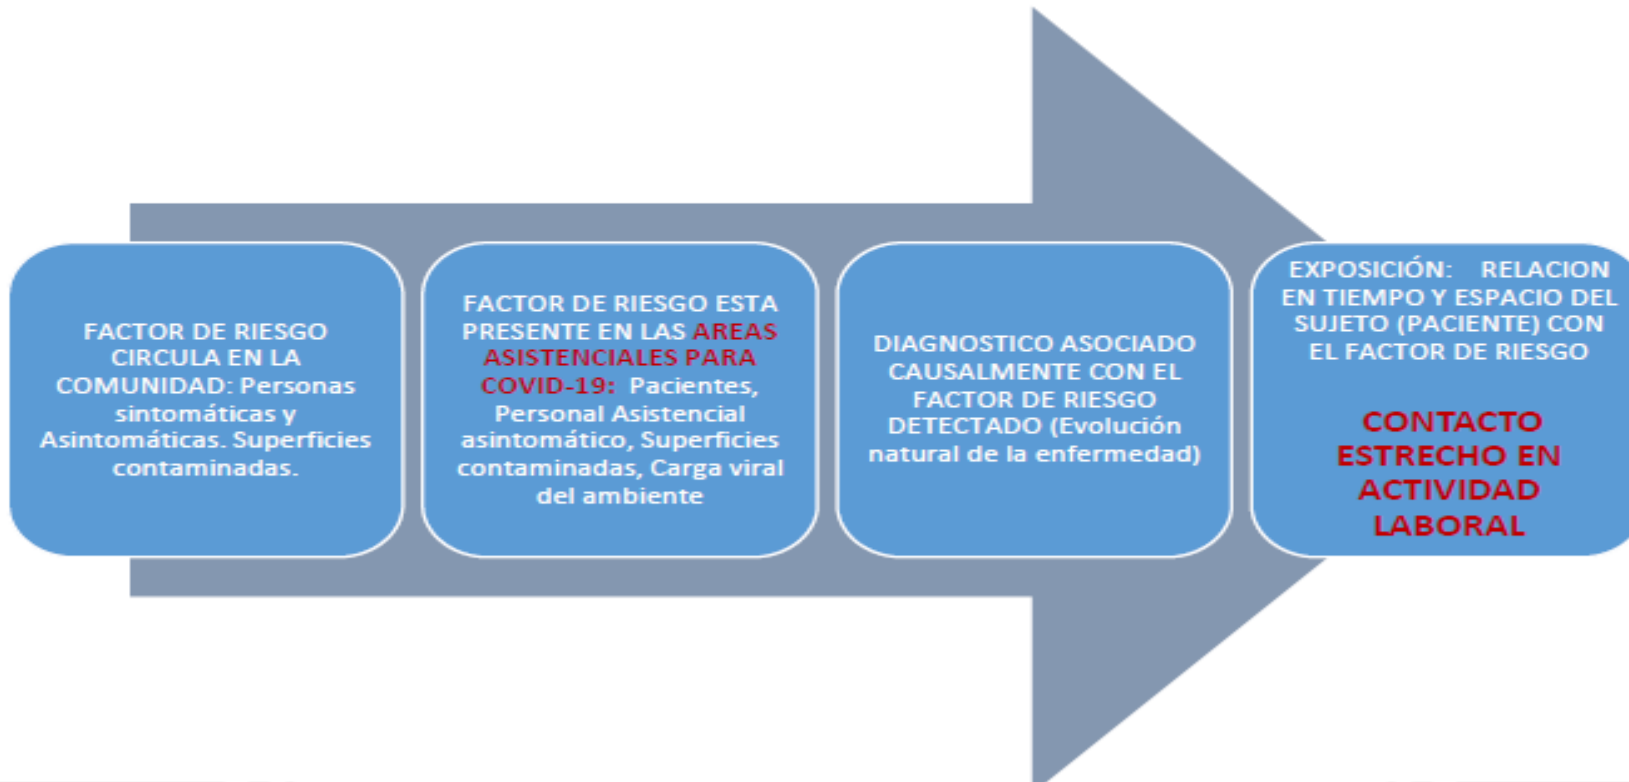 FACTOR DE RIESGO
CIRCULA EN LA
COMUNIDAD: Personas
sintomáticas y
Asintomáticas. Superficies
contaminadas.
FACTOR DE RIESGO ESTA
PRESENTE EN LAS AREAS
ASISTENCIALES PARA
COVID-19: Pacientes,
Personal Asistencial
asintomático, Superficies
contaminadas, Carga viral
del ambiente
DIAGNOSTICO ASOCIADO
CAUSALMENTE CON EL
FACTOR DE RIESGO
DETECTADO (Evolución
natural de la enfermedad)
EXPOSICIÓN: RELACION
EN TIEMPO Y ESPACIO DEL
SUJETO (PACIENTE) CON
EL FACTOR DE RIESGO
CONTACTO
ESTRECHO EN
ACTIVIDAD
LABORAL